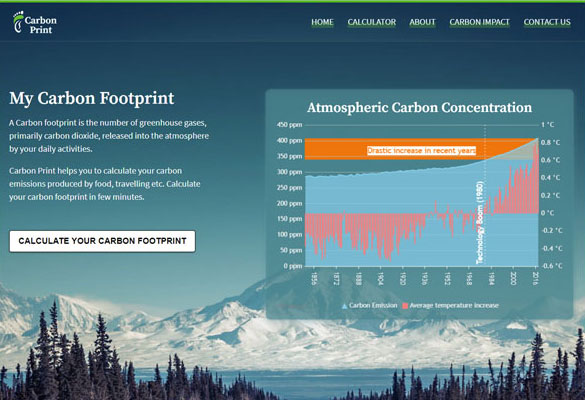 Carbon
Print
HOME CALCULATOR ABOUT CARBON IMPACT CONTACT US
My Carbon Footprint
A Carbon footprint is the number of greenhouse gases,
primarily carbon dioxide, released into the atmosphere
by your daily activities.
Carbon Print helps you to calculate your carbon
emissions produced by food, travelling etc. Calculate
your carbon footprint in few minutes.
CALCULATE YOUR CARBON FOOTPRINT
Atmospheric Carbon Concentration
450 ppm
400 ppm
350 ppm
300 ppm
250 ppm
200 ppm
150 ppm
100 ppm
50 ppm
0 ppm
Drastic increase in recent years
Technology Boom (1980)
1 °C
0.8 °C
0.6 °C
0.4 °C
0.2 °C
0 °C
-0.2 °C
-0.4 °C
-0.6 °C
1856 1872 1888 1904 1920 1936 1952 1968 1984 2000 2016
Carbon Emission Average temperature increase